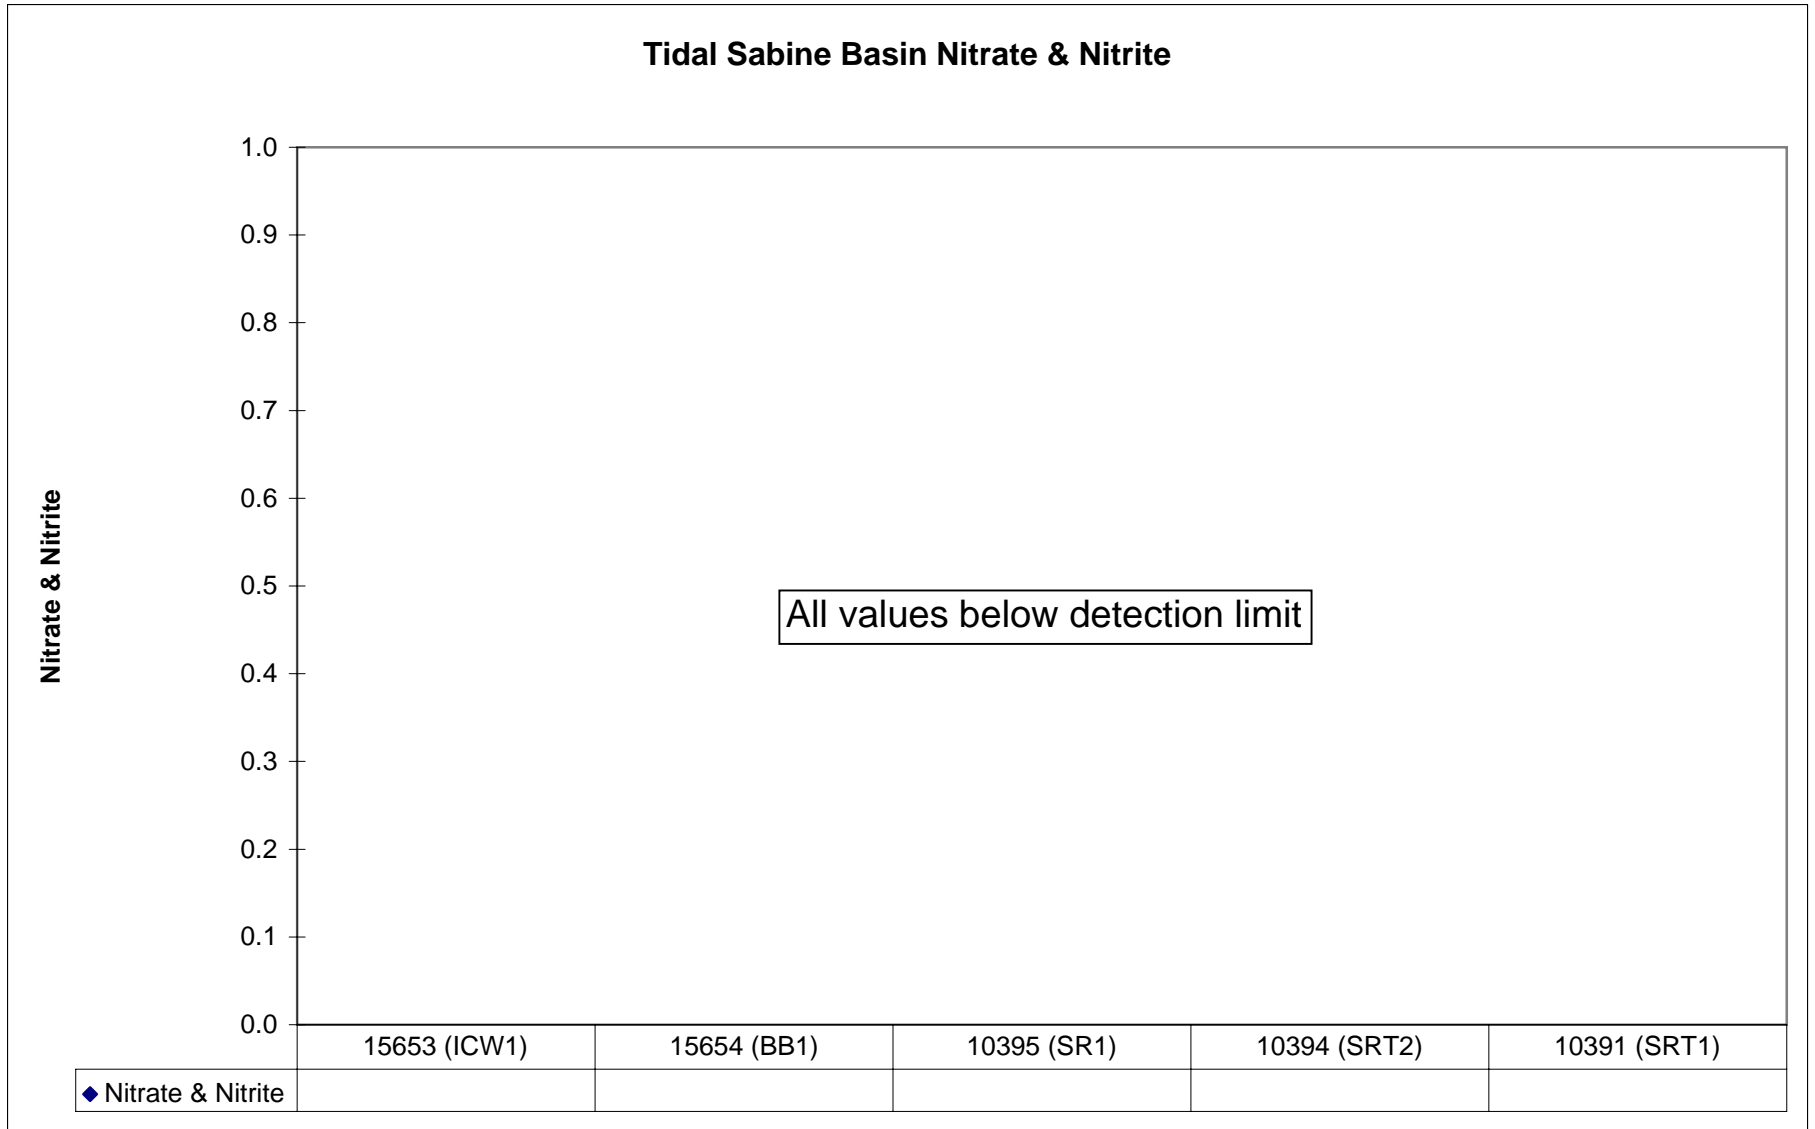 Tidal Sabine Basin Nitrate & Nitrite
1.0
0.9
0.8
0.7
0.6
0.5
0.4
0.3
0.2
0.1
0.0
Nitrate & Nitrite
All values below detection limit
15653 (ICW1) 15654 (BB1) 10395 (SR1) 10394 (SRT2) 10391 (SRT1)
Nitrate & Nitrite